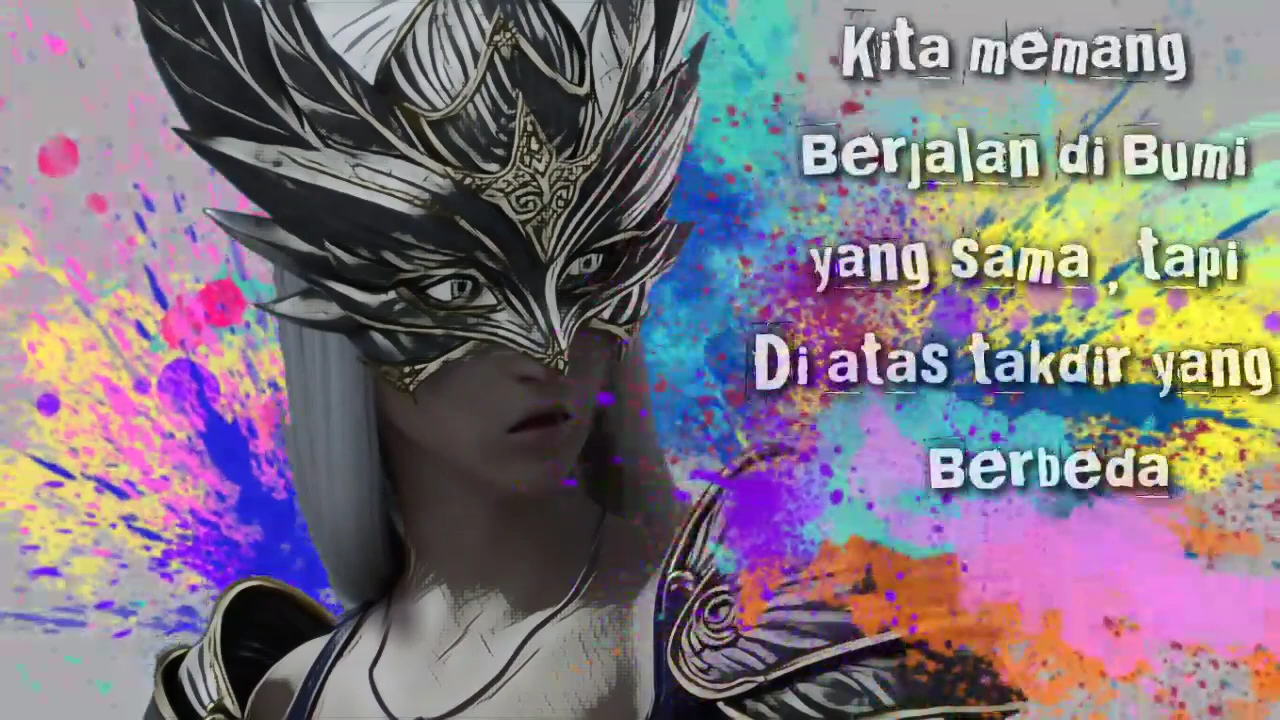 Kita memang
Berjalan di Bumi
yang sama , tapi
Di atas takdir yang
Berbeda